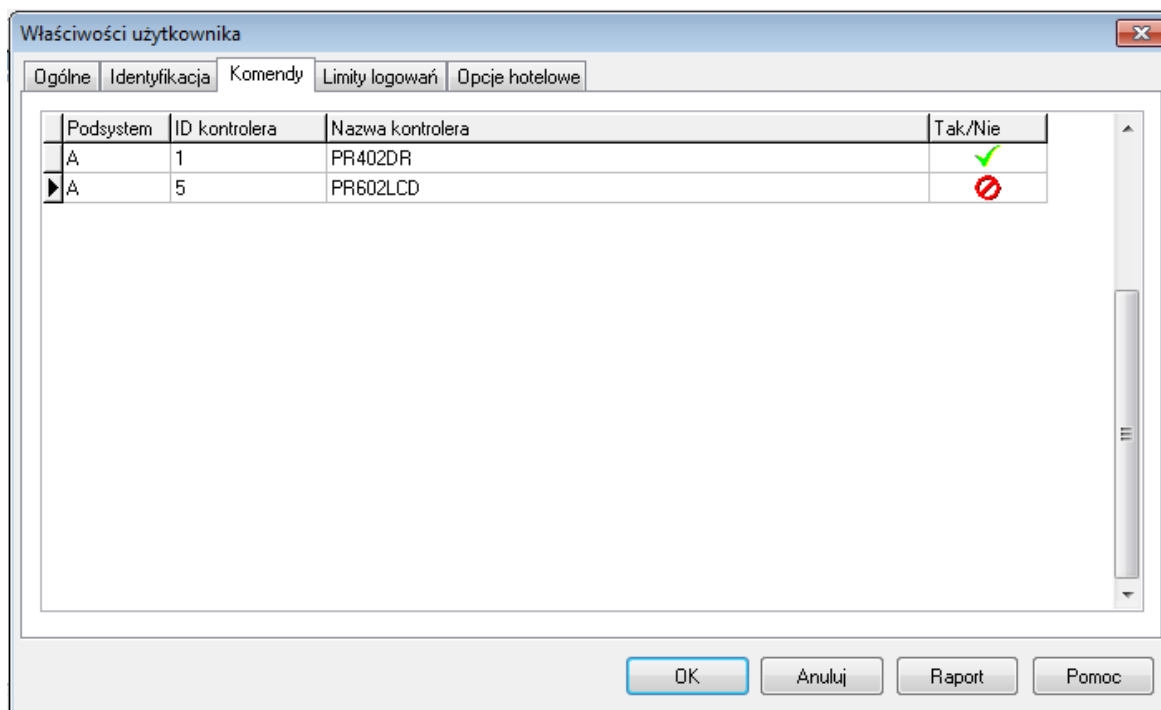 Właściwości użytkownika
Ogólne Identyfikacja Komendy Limity logowań Opcje hotelowe
Podsystem ID kontrolera Nazwa kontrolera Tak/Nie
A 1 PR402DR
A 5 PR602LCD
OK Anuluj Raport Pomoc